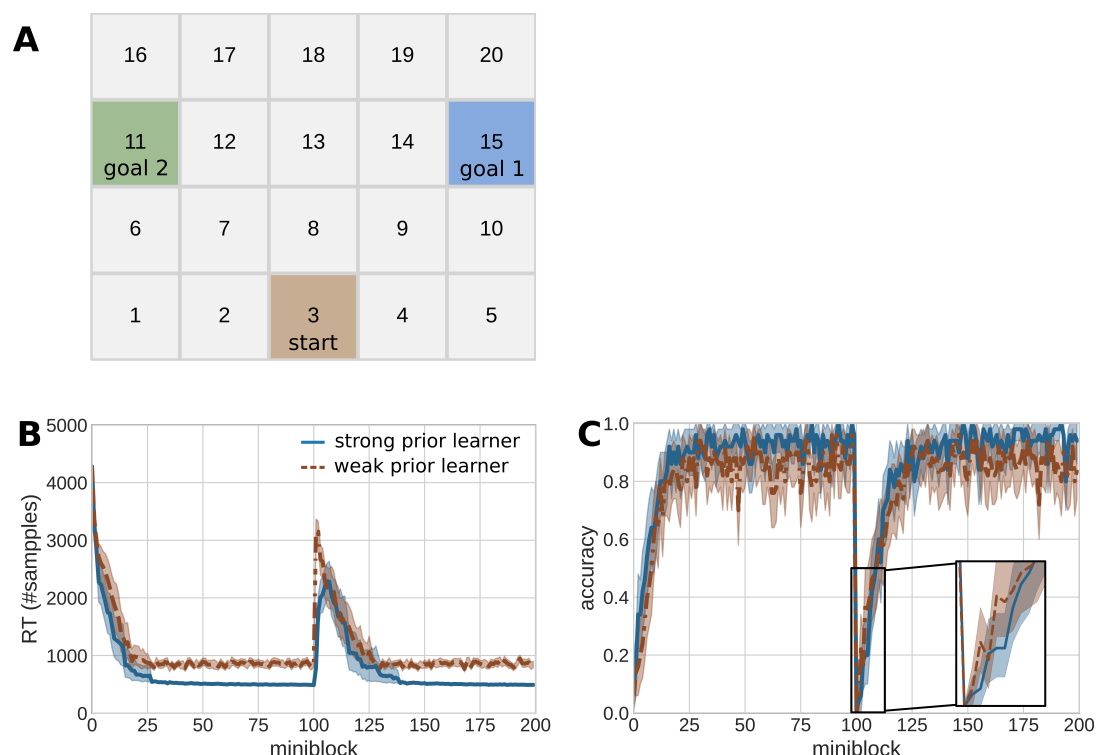 A
16 17 18 19 20
11 12 13 14 15
goal 2 goal 1
6 7 8 9 10
1 2 3 4 5
start
B
5000
4000
3000
2000
1000
0
RT (#sampples)
strong prior learner
weak prior learner
0 25 50 75 100 125 150 175 200
miniblock
C
1.0
0.8
0.6
0.4
0.2
0.0
accuracy
0 25 50 75 100 125 150 175 200
miniblock